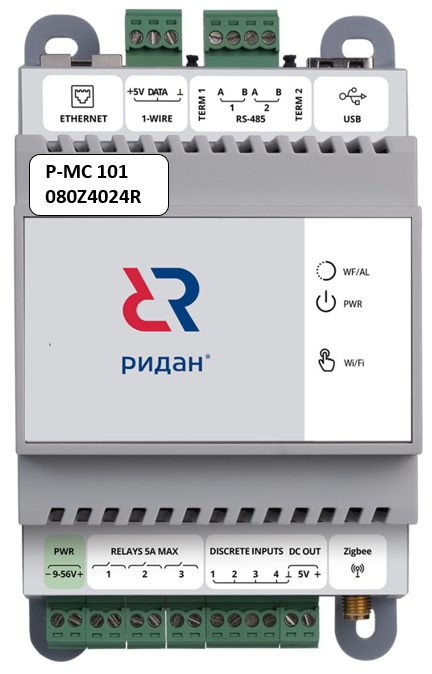 +5V DATA ⊥
TERM 1
A B A B
1 2
TERM 2
ETHERNET
1-WIRE
RS-485
USB
P-MC 101
080Z4024R
WF/AL
PWR
ридан®
Wi/Fi
PWR
RELAYS 5A MAX
DISCRETE INPUTS
DC OUT
Zigbee
− 9-56V +
1 2 3
1 2 3 4 ⊥
5V +